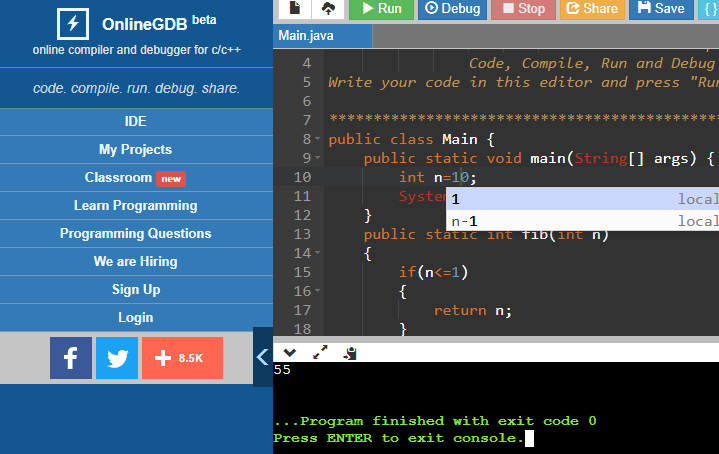 OnlineGDB beta
online compiler and debugger for c/c++
code. compile. run. debug. share.
IDE
My Projects
Classroom new
Learn Programming
Programming Questions
We are Hiring
Sign Up
Login
f
+ 8.5K
Run Debug Stop Share Save {}
Main.java
4 Code, Compile, Run and Debug
5 Write your code in this editor and press "Run
6
7 *********************************************
8 public class Main {
9 public static void main(String[] args) {
10 int n=10;
11 System
1 local
n-1 local
12 }
13 public static int fib(int n)
14 {
15 if(n<=1)
16 {
17 return n;
18 }
55
...Program finished with exit code 0
Press ENTER to exit console.